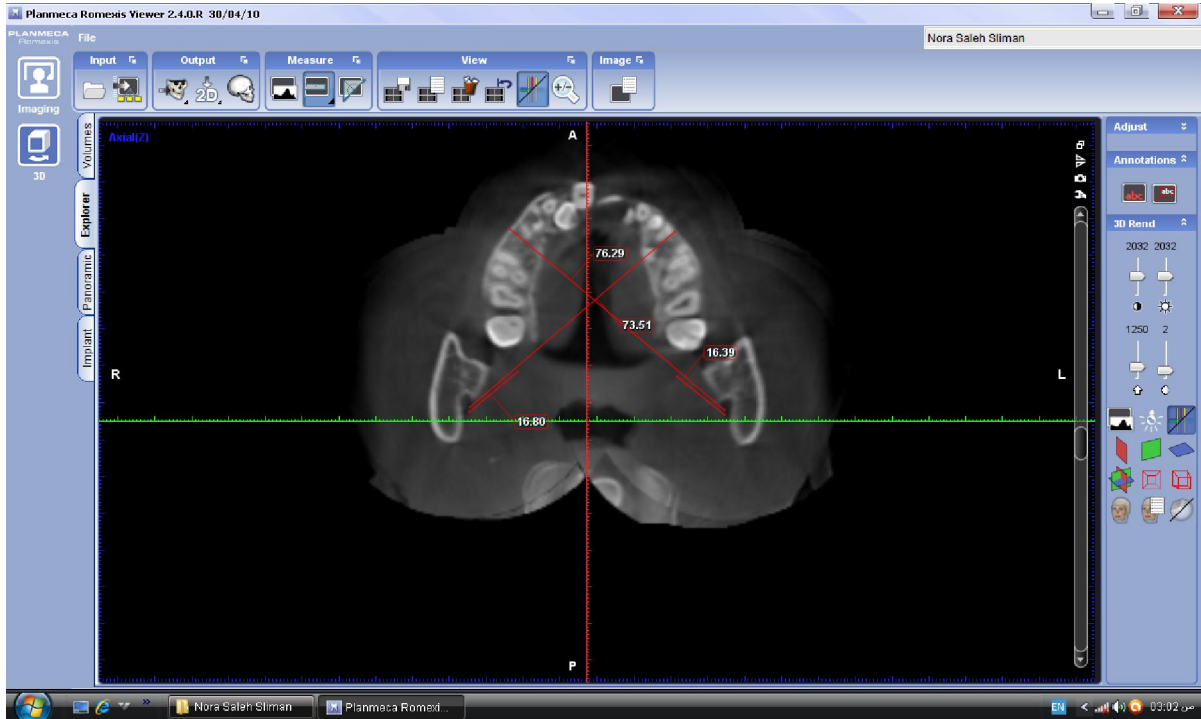 Planmeca Romexis Viewer 2.4.0.R 30/04/10
PLANMECA
Romexis
File
Nora Saleh Sliman
Input
Output
Measure
View
Image
2D
+/-
Imaging
3D
Volumes
Explorer
Panoramic
Implant
Axial(Z)
A
R
L
P
76.29
73.51
16.39
16.80
Adjust
Annotations
abc
abc
3D Rend
2032 2032
1250 2
Nora Saleh Sliman
Planmeca Romexi...
EN
03:02 ص